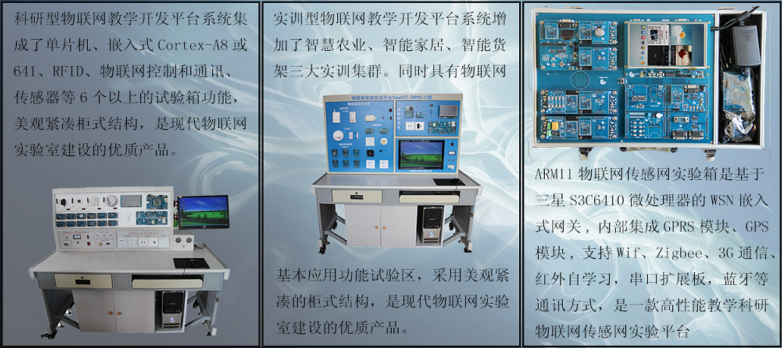 科研型物联网教学开发平台系统集
成了单片机、嵌入式Cortex-A8或
641、RFID、物联网控制和通讯、
传感器等6个以上的试验箱功能,
美观紧凑柜式结构，是现代物联网
实验室建设的优质产品。
实训型物联网教学开发平台系统增
加了智慧农业、智能家居、智能货
架三大实训集群。同时具有物联网
基本应用功能试验区，采用美观紧
凑的柜式结构，是现代物联网实验
室建设的优质产品。
ARM11物联网传感网实验箱是基于
三星S3C6410微处理器的WSN嵌入
式网关，内部集成GPRS模块、GPS
模块，支持Wif、Zigbee、3G通信、
红外自学习，串口扩展板，蓝牙等
通讯方式，是一款高性能教学科研
物联网传感网实验平台